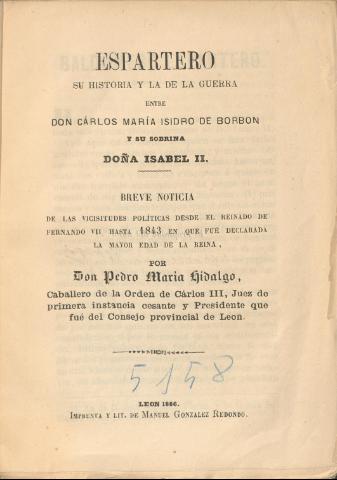 ESPARTERO
SU HISTORIA Y LA DE LA GUERRA
ENTRE
DON CÁRLOS MARÍA ISIDRO DE BORBON
Y SU SOBRINA
DOÑA ISABEL II.
BREVE NOTICIA
DE LAS VICISITUDES POLÍTICAS DESDE EL REINADO DE
FERNANDO VII HASTA 1843 EN QUE FUÉ DECLARADA
LA MAYOR EDAD DE LA REINA,
POR
Don Pedro Maria Hidalgo,
Caballero de la Orden de Cárlos III, Juez de
primera instancia cesante y Presidente que
fué del Consejo provincial de Leon.
5158
LEON 1886.
IMPRENTA Y LIT. DE MANUEL GONZALEZ REDONDO.